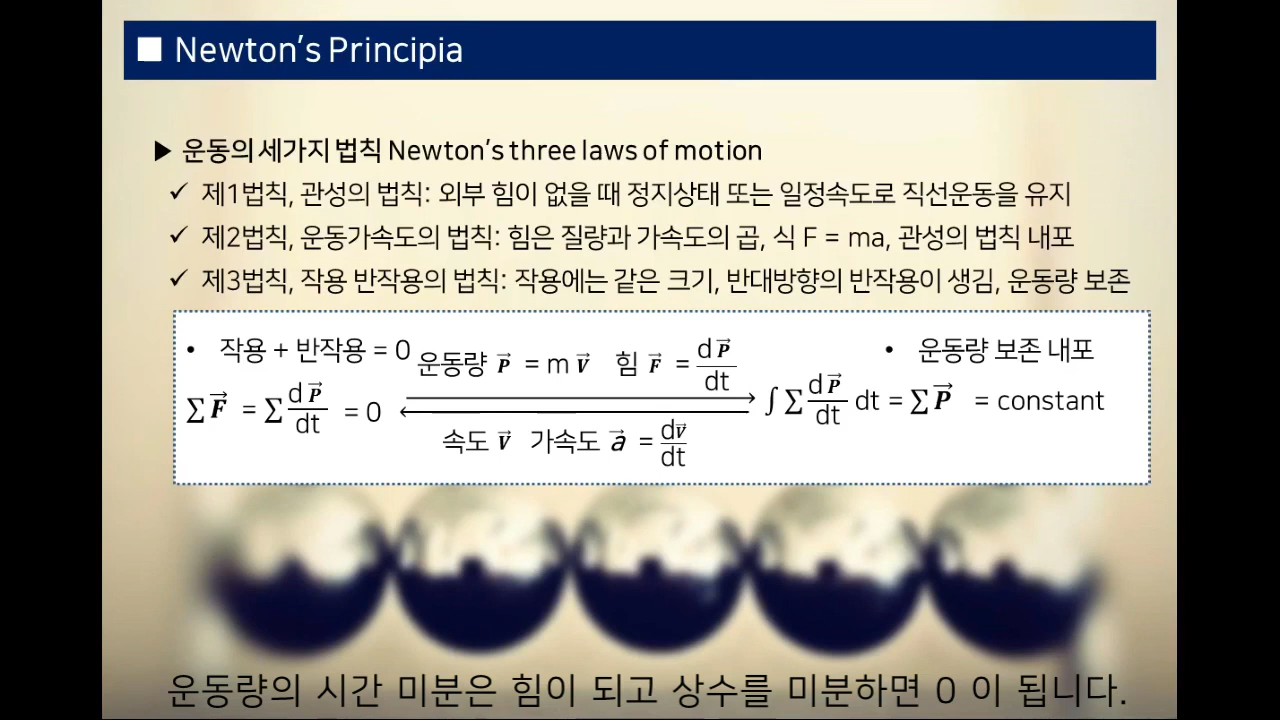 ■ Newton's Principia
▶ 운동의 세가지 법칙 Newton's three laws of motion
✓ 제1법칙, 관성의 법칙: 외부 힘이 없을 때 정지상태 또는 일정속도로 직선운동을 유지
✓ 제2법칙, 운동가속도의 법칙: 힘은 질량과 가속도의 곱, 식 F = ma, 관성의 법칙 내포
✓ 제3법칙, 작용 반작용의 법칙: 작용에는 같은 크기, 반대방향의 반작용이 생김, 운동량 보존
• 작용 + 반작용 = 0
∑F⃗ = ∑ dP⃗/dt = 0
운동량 P⃗ = m v⃗ 힘 F⃗ = dP⃗/dt
속도 v⃗ 가속도 a⃗ = dv⃗/dt
• 운동량 보존 내포
∫ ∑ dP⃗/dt dt = ∑P⃗ = constant
운동량의 시간 미분은 힘이 되고 상수를 미분하면 0 이 됩니다.